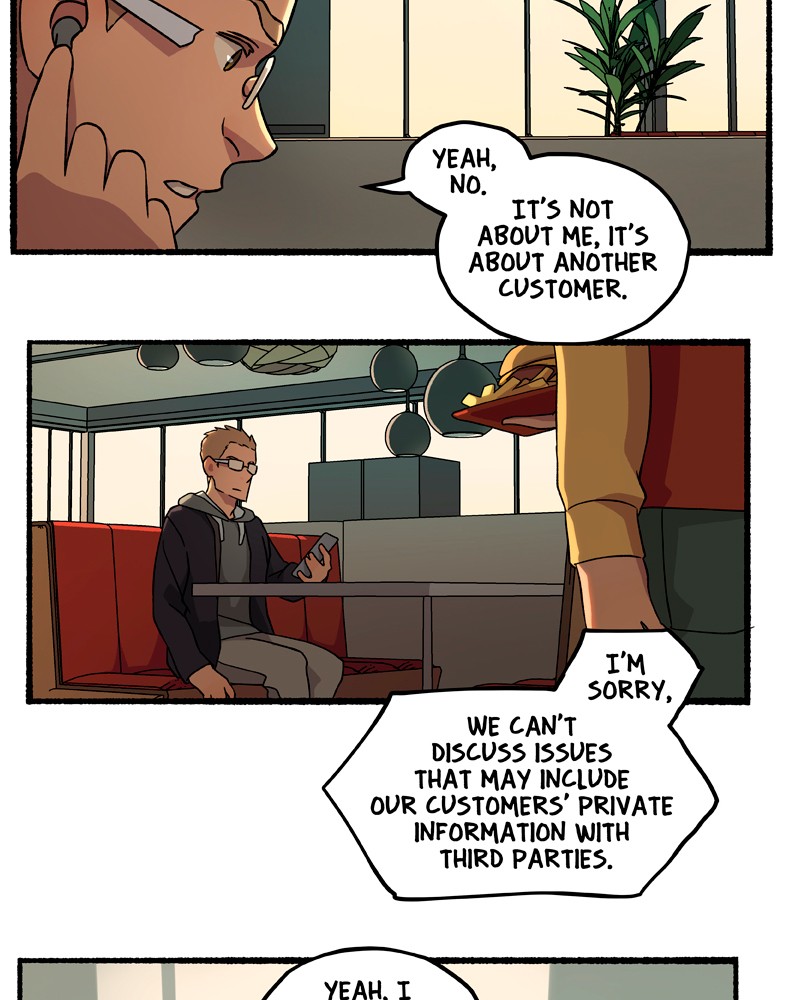 YEAH,
NO.
IT'S NOT
ABOUT ME, IT'S
ABOUT ANOTHER
CUSTOMER.
I'M
SORRY,
WE CAN'T
DISCUSS ISSUES
THAT MAY INCLUDE
OUR CUSTOMERS' PRIVATE
INFORMATION WITH
THIRD PARTIES.
YEAH, I